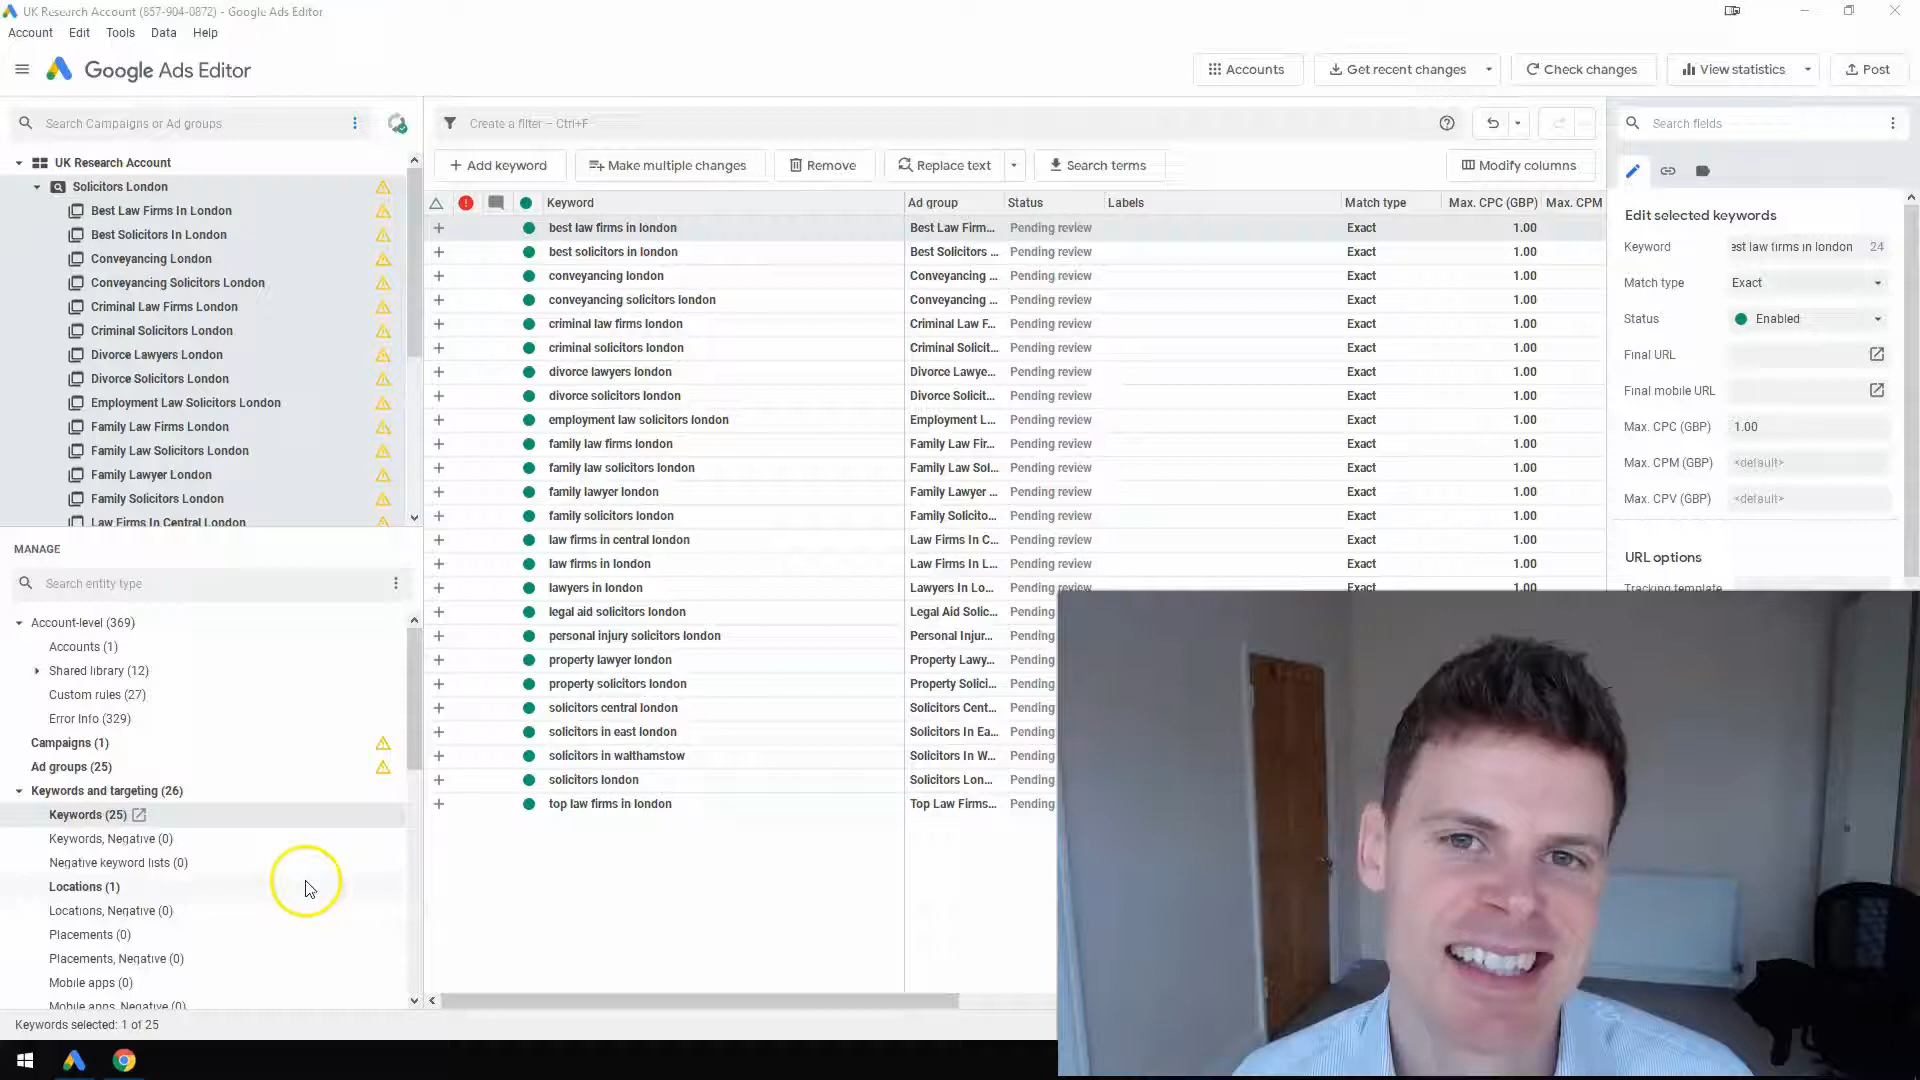 UK Research Account (857-904-0872) - Google Ads Editor
Account Edit Tools Data Help
Google Ads Editor
Accounts Get recent changes Check changes View statistics Post
Search Campaigns or Ad groups
Create a filter – Ctrl+F
Search fields
UK Research Account
Solicitors London
Best Law Firms In London
Best Solicitors In London
Conveyancing London
Conveyancing Solicitors London
Criminal Law Firms London
Criminal Solicitors London
Divorce Lawyers London
Divorce Solicitors London
Employment Law Solicitors London
Family Law Firms London
Family Law Solicitors London
Family Lawyer London
Family Solicitors London
Law Firms In Central London
MANAGE
Search entity type
Account-level (369)
Accounts (1)
Shared library (12)
Custom rules (27)
Error Info (329)
Campaigns (1)
Ad groups (25)
Keywords and targeting (26)
Keywords (25)
Keywords, Negative (0)
Negative keyword lists (0)
Locations (1)
Locations, Negative (0)
Placements (0)
Placements, Negative (0)
Mobile apps (0)
Mobile apps, Negative (0)
Keywords selected: 1 of 25
Add keyword Make multiple changes Remove Replace text Search terms Modify columns
Keyword Ad group Status Labels Match type Max. CPC (GBP) Max. CPM
best law firms in london Best Law Firm... Pending review Exact 1.00
best solicitors in london Best Solicitors ... Pending review Exact 1.00
conveyancing london Conveyancing ... Pending review Exact 1.00
conveyancing solicitors london Conveyancing ... Pending review Exact 1.00
criminal law firms london Criminal Law F... Pending review Exact 1.00
criminal solicitors london Criminal Solicit... Pending review Exact 1.00
divorce lawyers london Divorce Lawye... Pending review Exact 1.00
divorce solicitors london Divorce Solicit... Pending review Exact 1.00
employment law solicitors london Employment L... Pending review Exact 1.00
family law firms london Family Law Fir... Pending review Exact 1.00
family law solicitors london Family Law Sol... Pending review Exact 1.00
family lawyer london Family Lawyer ... Pending review Exact 1.00
family solicitors london Family Solicito... Pending review Exact 1.00
law firms in central london Law Firms In C... Pending review Exact 1.00
law firms in london Law Firms In L... Pending review Exact 1.00
lawyers in london Lawyers In Lo... Pending review Exact 1.00
legal aid solicitors london Legal Aid Solic... Pending
personal injury solicitors london Personal Injur... Pending
property lawyer london Property Lawy... Pending
property solicitors london Property Solici... Pending
solicitors central london Solicitors Cent... Pending
solicitors in east london Solicitors In Ea... Pending
solicitors in walthamstow Solicitors In W... Pending
solicitors london Solicitors Lon... Pending
top law firms in london Top Law Firms... Pending
Edit selected keywords
Keyword est law firms in london 24
Match type Exact
Status Enabled
Final URL
Final mobile URL
Max. CPC (GBP) 1.00
Max. CPM (GBP) <default>
Max. CPV (GBP) <default>
URL options
Tracking template